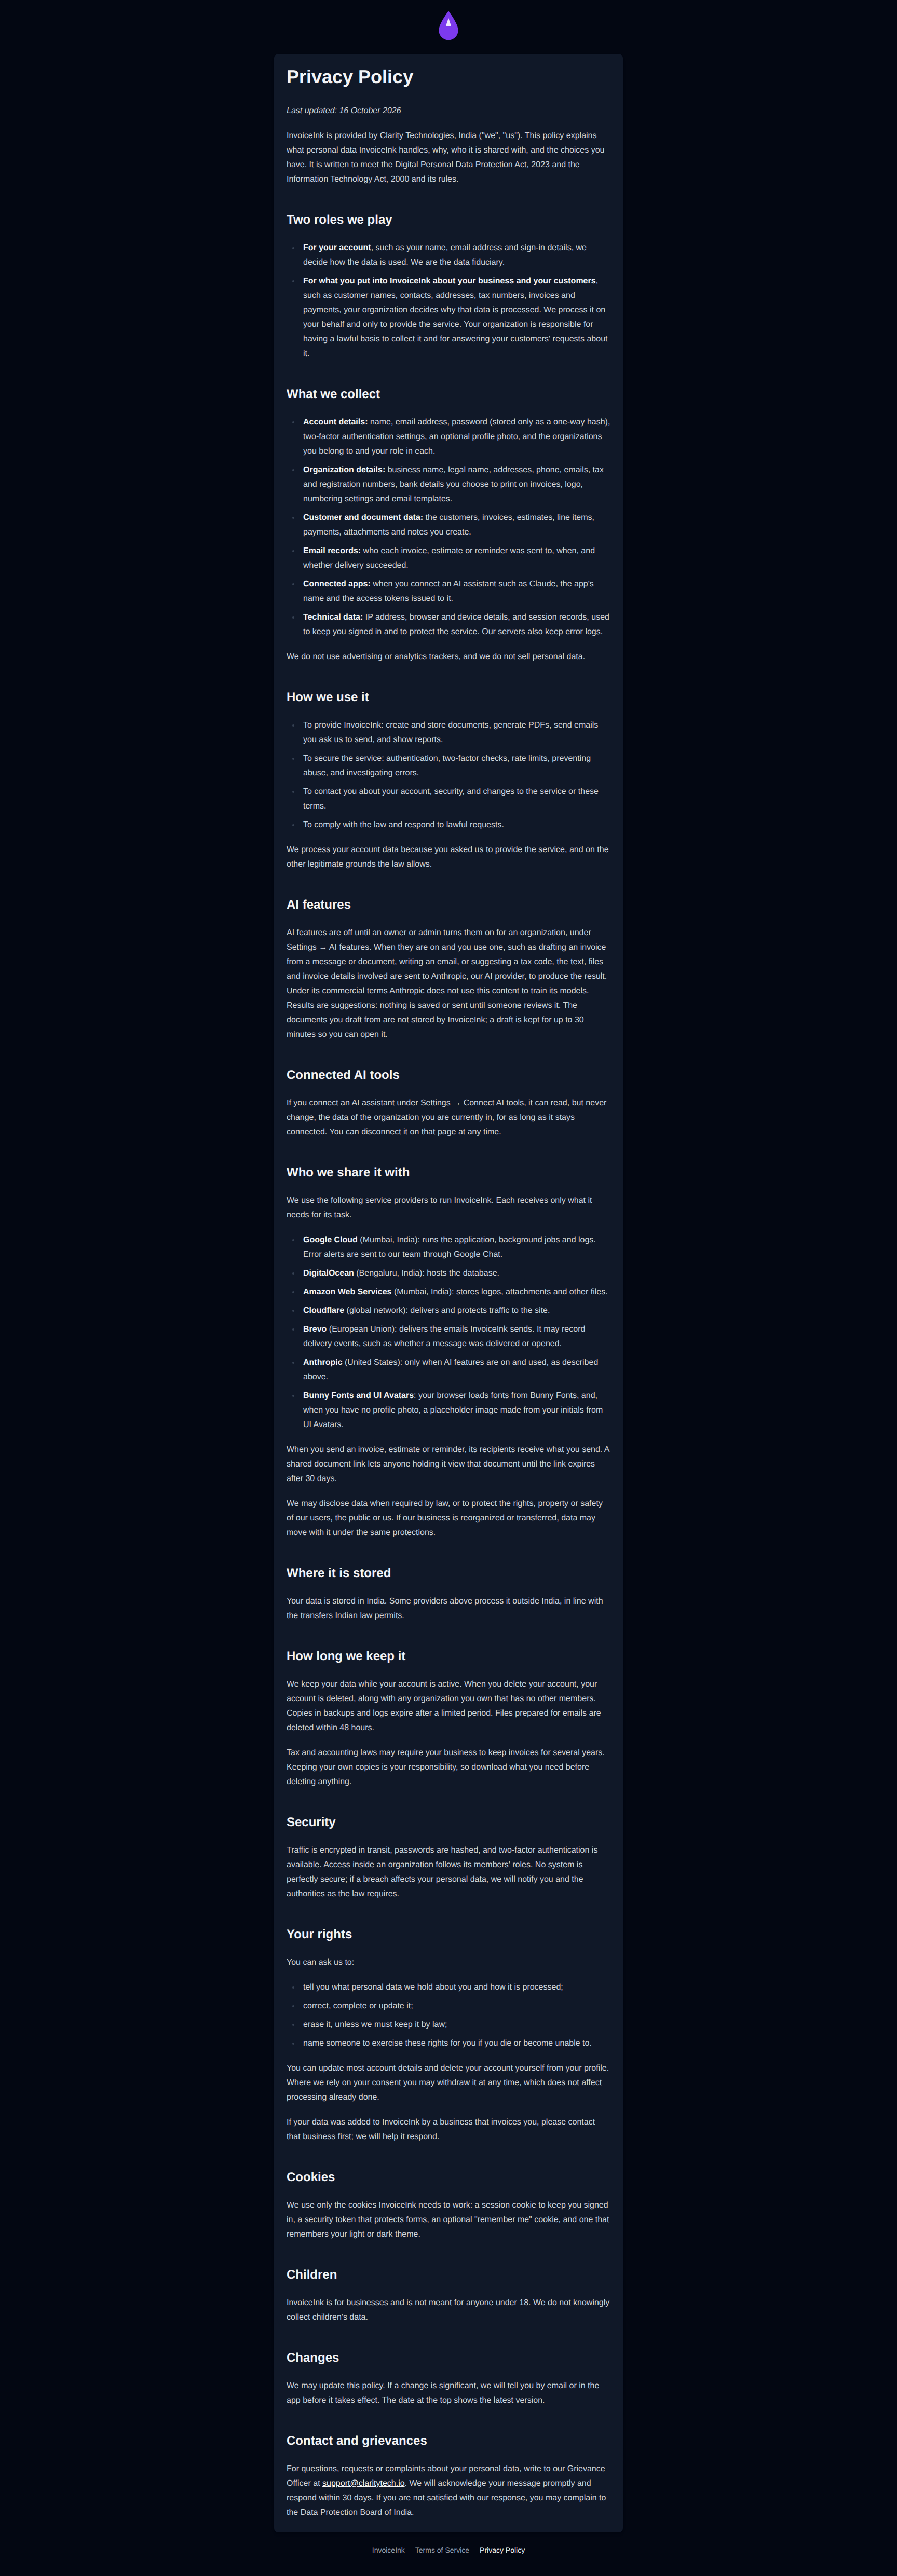 Privacy Policy
Last updated: 16 October 2026
InvoiceInk is provided by Clarity Technologies, India ("we", "us"). This policy explains
what personal data InvoiceInk handles, why, who it is shared with, and the choices you
have. It is written to meet the Digital Personal Data Protection Act, 2023 and the
Information Technology Act, 2000 and its rules.
Two roles we play
For your account, such as your name, email address and sign-in details, we
decide how the data is used. We are the data fiduciary.
For what you put into InvoiceInk about your business and your customers,
such as customer names, contacts, addresses, tax numbers, invoices and
payments, your organization decides why that data is processed. We process it on
your behalf and only to provide the service. Your organization is responsible for
having a lawful basis to collect it and for answering your customers' requests about
it.
What we collect
Account details: name, email address, password (stored only as a one-way hash),
two-factor authentication settings, an optional profile photo, and the organizations
you belong to and your role in each.
Organization details: business name, legal name, addresses, phone, emails, tax
and registration numbers, bank details you choose to print on invoices, logo,
numbering settings and email templates.
Customer and document data: the customers, invoices, estimates, line items,
payments, attachments and notes you create.
Email records: who each invoice, estimate or reminder was sent to, when, and
whether delivery succeeded.
Connected apps: when you connect an AI assistant such as Claude, the app's
name and the access tokens issued to it.
Technical data: IP address, browser and device details, and session records, used
to keep you signed in and to protect the service. Our servers also keep error logs.
We do not use advertising or analytics trackers, and we do not sell personal data.
How we use it
To provide InvoiceInk: create and store documents, generate PDFs, send emails
you ask us to send, and show reports.
To secure the service: authentication, two-factor checks, rate limits, preventing
abuse, and investigating errors.
To contact you about your account, security, and changes to the service or these
terms.
To comply with the law and respond to lawful requests.
We process your account data because you asked us to provide the service, and on the
other legitimate grounds the law allows.
AI features
AI features are off until an owner or admin turns them on for an organization, under
Settings → AI features. When they are on and you use one, such as drafting an invoice
from a message or document, writing an email, or suggesting a tax code, the text, files
and invoice details involved are sent to Anthropic, our AI provider, to produce the result.
Under its commercial terms Anthropic does not use this content to train its models.
Results are suggestions: nothing is saved or sent until someone reviews it. The
documents you draft from are not stored by InvoiceInk; a draft is kept for up to 30
minutes so you can open it.
Connected AI tools
If you connect an AI assistant under Settings → Connect AI tools, it can read, but never
change, the data of the organization you are currently in, for as long as it stays
connected. You can disconnect it on that page at any time.
Who we share it with
We use the following service providers to run InvoiceInk. Each receives only what it
needs for its task.
Google Cloud (Mumbai, India): runs the application, background jobs and logs.
Error alerts are sent to our team through Google Chat.
DigitalOcean (Bengaluru, India): hosts the database.
Amazon Web Services (Mumbai, India): stores logos, attachments and other files.
Cloudflare (global network): delivers and protects traffic to the site.
Brevo (European Union): delivers the emails InvoiceInk sends. It may record
delivery events, such as whether a message was delivered or opened.
Anthropic (United States): only when AI features are on and used, as described
above.
Bunny Fonts and UI Avatars: your browser loads fonts from Bunny Fonts, and,
when you have no profile photo, a placeholder image made from your initials from
UI Avatars.
When you send an invoice, estimate or reminder, its recipients receive what you send. A
shared document link lets anyone holding it view that document until the link expires
after 30 days.
We may disclose data when required by law, or to protect the rights, property or safety
of our users, the public or us. If our business is reorganized or transferred, data may
move with it under the same protections.
Where it is stored
Your data is stored in India. Some providers above process it outside India, in line with
the transfers Indian law permits.
How long we keep it
We keep your data while your account is active. When you delete your account, your
account is deleted, along with any organization you own that has no other members.
Copies in backups and logs expire after a limited period. Files prepared for emails are
deleted within 48 hours.
Tax and accounting laws may require your business to keep invoices for several years.
Keeping your own copies is your responsibility, so download what you need before
deleting anything.
Security
Traffic is encrypted in transit, passwords are hashed, and two-factor authentication is
available. Access inside an organization follows its members' roles. No system is
perfectly secure; if a breach affects your personal data, we will notify you and the
authorities as the law requires.
Your rights
You can ask us to:
tell you what personal data we hold about you and how it is processed;
correct, complete or update it;
erase it, unless we must keep it by law;
name someone to exercise these rights for you if you die or become unable to.
You can update most account details and delete your account yourself from your profile.
Where we rely on your consent you may withdraw it at any time, which does not affect
processing already done.
If your data was added to InvoiceInk by a business that invoices you, please contact
that business first; we will help it respond.
Cookies
We use only the cookies InvoiceInk needs to work: a session cookie to keep you signed
in, a security token that protects forms, an optional "remember me" cookie, and one that
remembers your light or dark theme.
Children
InvoiceInk is for businesses and is not meant for anyone under 18. We do not knowingly
collect children's data.
Changes
We may update this policy. If a change is significant, we will tell you by email or in the
app before it takes effect. The date at the top shows the latest version.
Contact and grievances
For questions, requests or complaints about your personal data, write to our Grievance
Officer at support@claritytech.io. We will acknowledge your message promptly and
respond within 30 days. If you are not satisfied with our response, you may complain to
the Data Protection Board of India.
InvoiceInk Terms of Service Privacy Policy